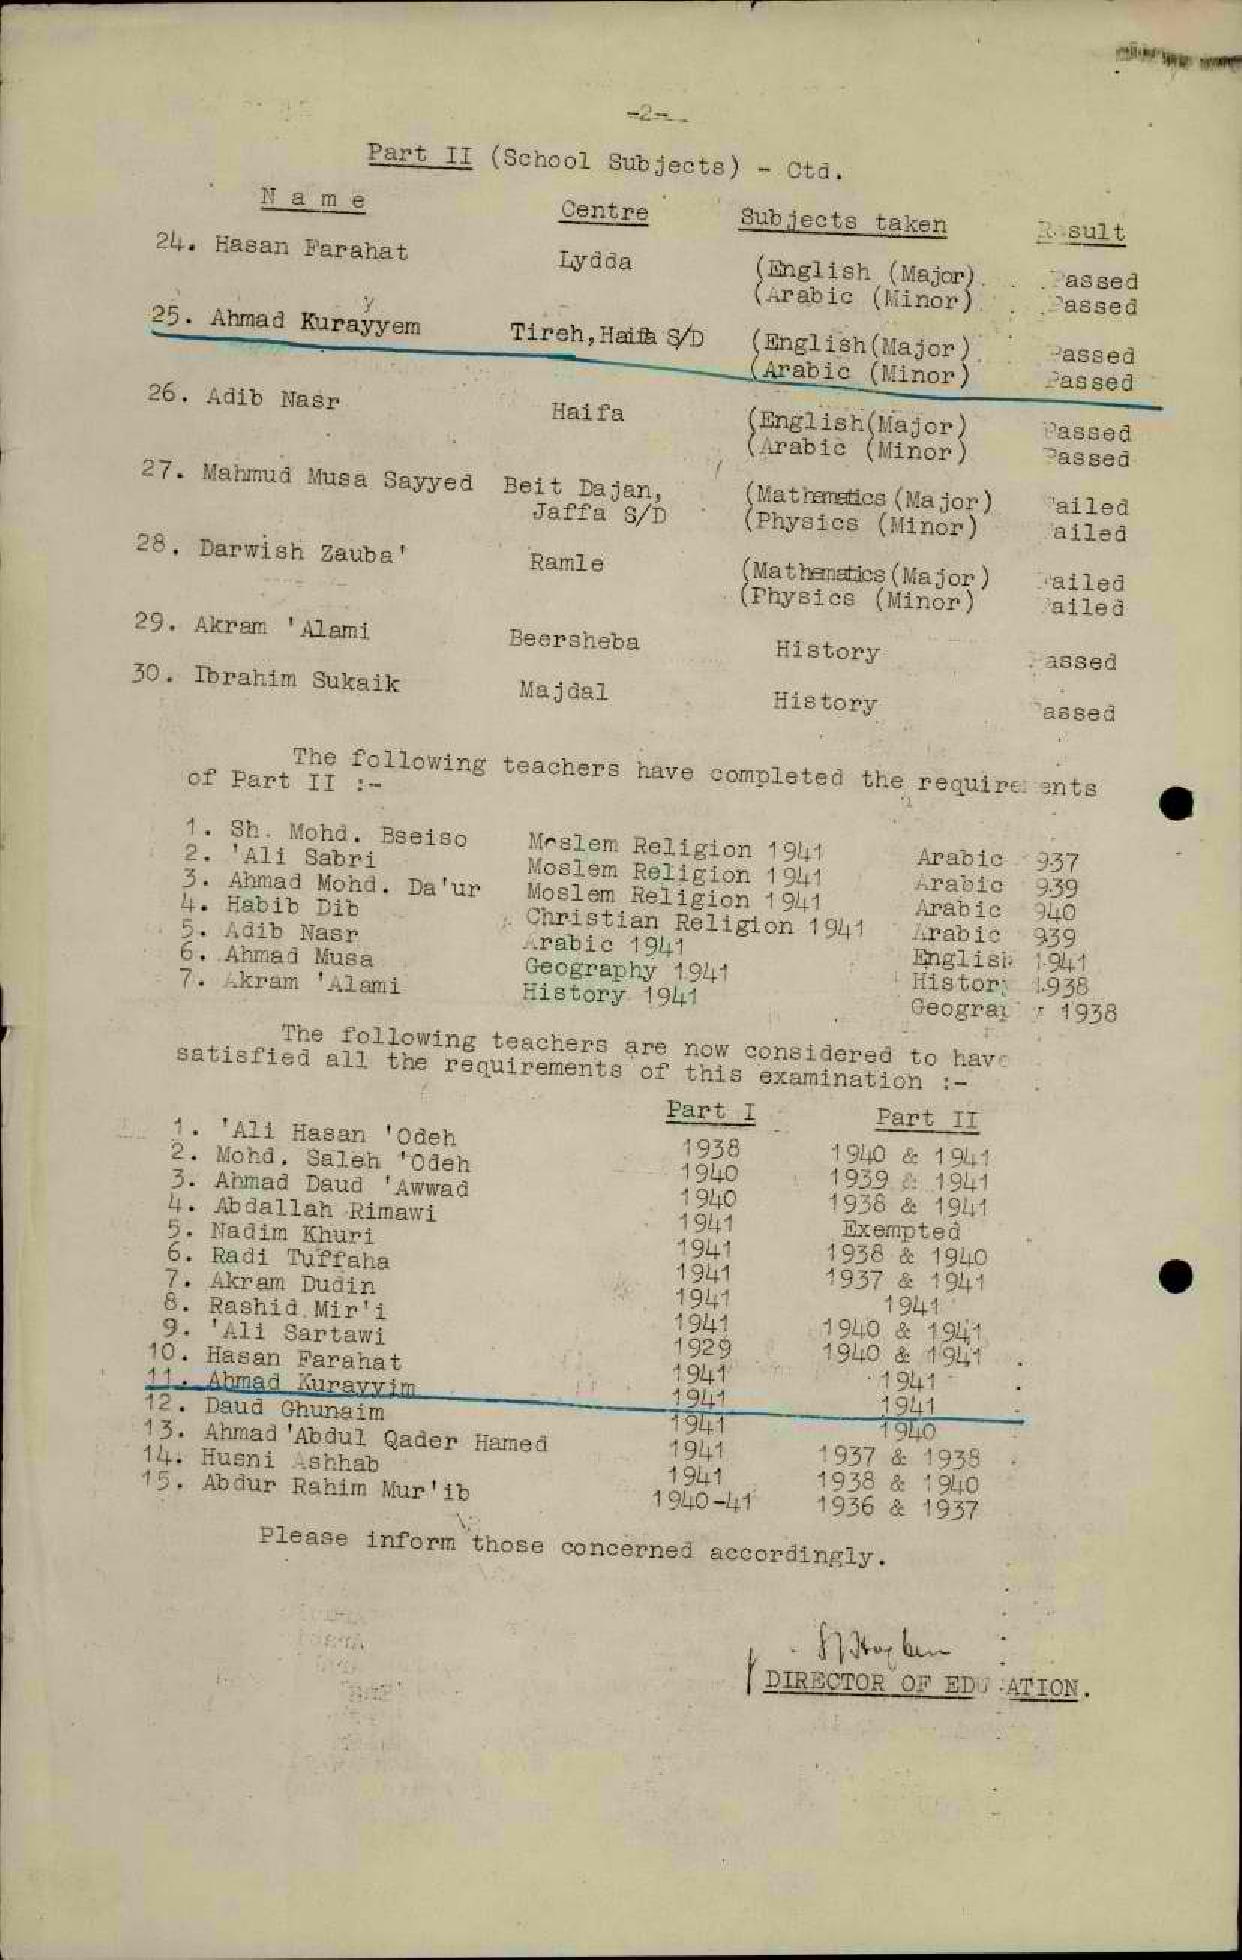 -2-
Part II (School Subjects) - Ctd.
Name Centre Subjects taken Result
24. Hasan Farahat Lydda (English (Major) Passed
(Arabic (Minor) Passed
y
25. Ahmad Kurayyem Tireh, Haifa S/D (English (Major) Passed
(Arabic (Minor) Passed
26. Adib Nasr Haifa (English (Major) Passed
(Arabic (Minor) Passed
27. Mahmud Musa Sayyed Beit Dajan, (Mathematics (Major) Failed
Jaffa S/D (Physics (Minor) Failed
28. Darwish Zauba' Ramle (Mathematics (Major) Failed
(Physics (Minor) Failed
29. Akram 'Alami Beersheba History Passed
30. Ibrahim Sukaik Majdal History Passed
The following teachers have completed the requirements
of Part II :-
1. Sh. Mohd. Bseiso Moslem Religion 1941 Arabic 1937
2. 'Ali Sabri Moslem Religion 1941 Arabic 1939
3. Ahmad Mohd. Da'ur Moslem Religion 1941 Arabic 1940
4. Habib Dib Christian Religion 1941 Arabic 1939
5. Adib Nasr Arabic 1941 English 1941
6. Ahmad Musa Geography 1941 History 1938
7. Akram 'Alami History 1941 Geography 1938
The following teachers are now considered to have
satisfied all the requirements of this examination :-
Part I Part II
1. 'Ali Hasan 'Odeh 1938 1940 & 1941
2. Mohd. Saleh 'Odeh 1940 1939 & 1941
3. Ahmad Daud 'Awwad 1940 1938 & 1941
4. Abdallah Rimawi 1941 Exempted
5. Nadim Khuri 1941 1938 & 1940
6. Radi Tuffaha 1941 1937 & 1941
7. Akram Dudin 1941 1941
8. Rashid Mir'i 1941 1940 & 1941
9. 'Ali Sartawi 1929 1940 & 1941
10. Hasan Farahat 1941 1941
11. Ahmad Kurayyim 1941 1941
12. Daud Ghunaim 1941 1940
13. Ahmad 'Abdul Qader Hamed 1941 1937 & 1938
14. Husni Ashhab 1941 1938 & 1940
15. Abdur Rahim Mur'ib 1940-41 1936 & 1937
Please inform those concerned accordingly.
DIRECTOR OF EDUCATION.